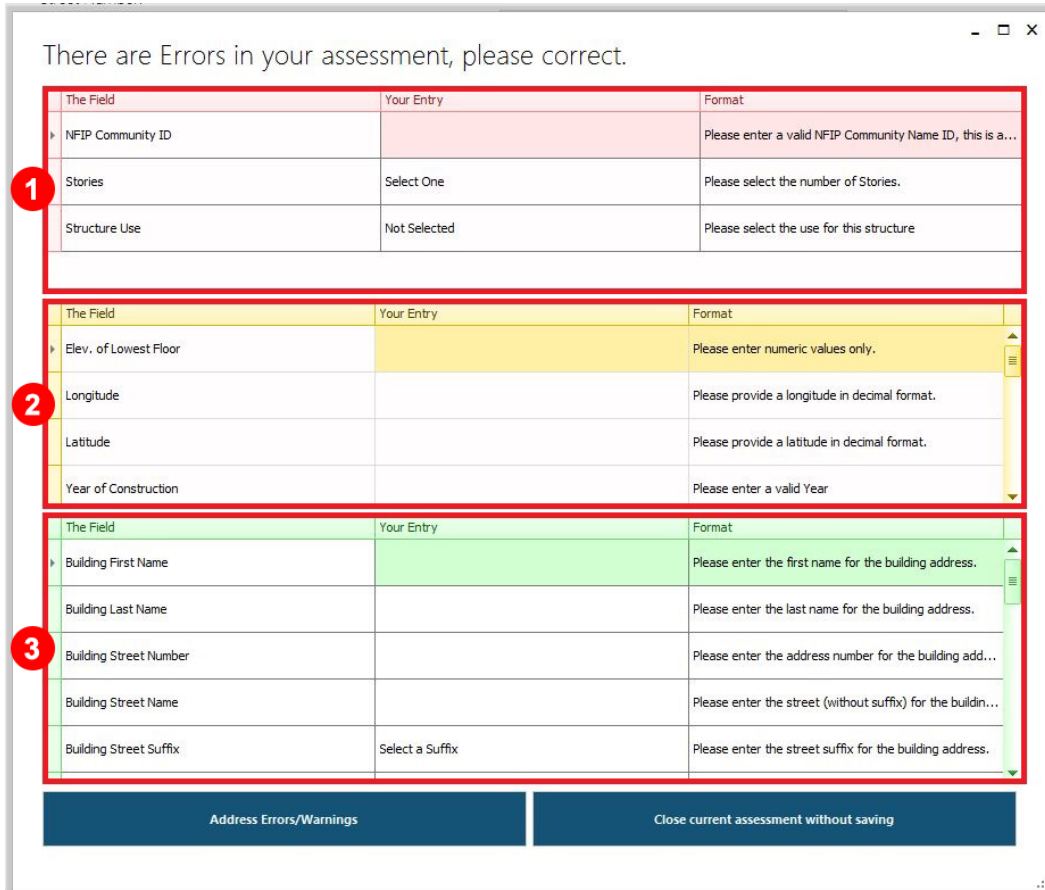 There are Errors in your assessment, please correct.
The Field Your Entry Format
NFIP Community ID Please enter a valid NFIP Community Name ID, this is a...
1
Stories Select One Please select the number of Stories.
Structure Use Not Selected Please select the use for this structure
The Field Your Entry Format
Elev. of Lowest Floor Please enter numeric values only.
2
Longitude Please provide a longitude in decimal format.
Latitude Please provide a latitude in decimal format.
Year of Construction Please enter a valid Year
The Field Your Entry Format
Building First Name Please enter the first name for the building address.
Building Last Name Please enter the last name for the building address.
3
Building Street Number Please enter the address number for the building add...
Building Street Name Please enter the street (without suffix) for the buildin...
Building Street Suffix Select a Suffix Please enter the street suffix for the building address.
Address Errors/Warnings Close current assessment without saving